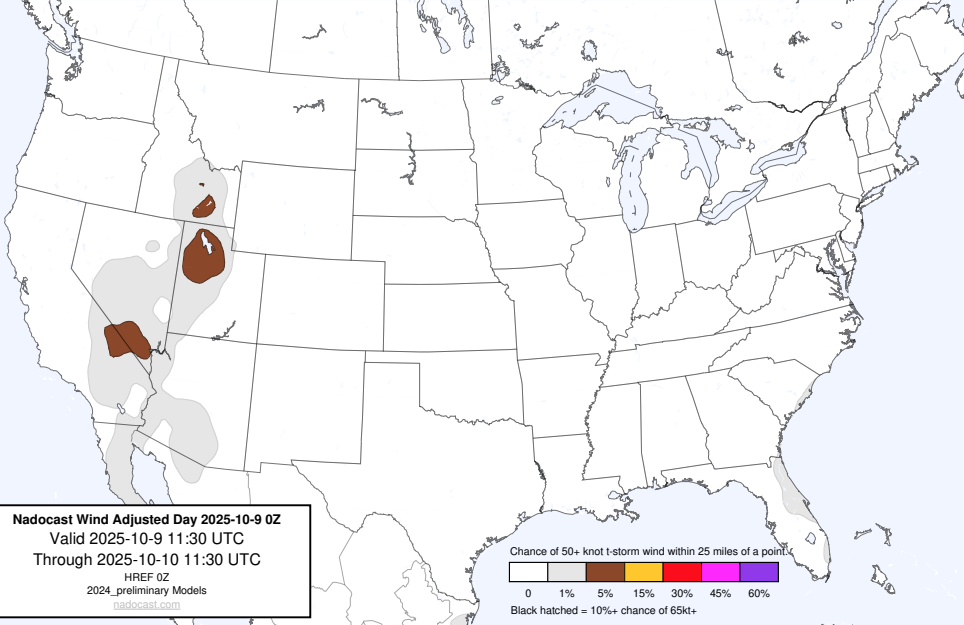 Nadocast Wind Adjusted Day 2025-10-9 0Z
Valid 2025-10-9 11:30 UTC
Through 2025-10-10 11:30 UTC
HREF 0Z
2024_preliminary Models
nadocast.com
Chance of 50+ knot t-storm wind within 25 miles of a point.
0 1% 5% 15% 30% 45% 60%
Black hatched = 10%+ chance of 65kt+